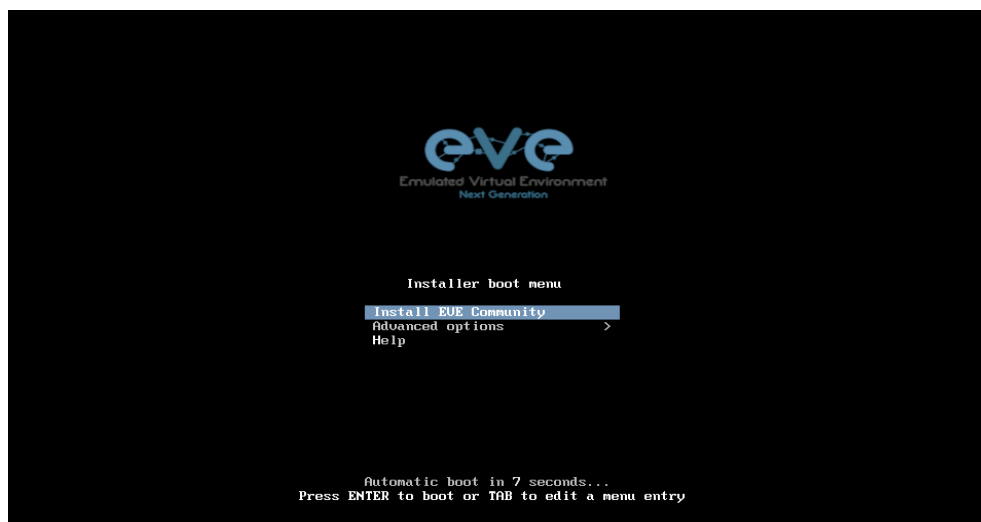 eve
Emulated Virtual Environment
Next Generation
Installer boot menu
Install EVE Community
Advanced options >
Help
Automatic boot in 7 seconds...
Press ENTER to boot or TAB to edit a menu entry